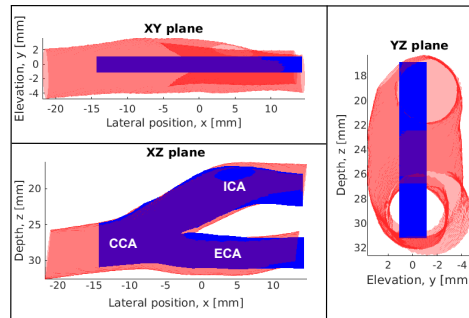 XY plane
Elevation, y [mm]
2
0
-2
-4
-20 -15 -10 -5 0 5 10
Lateral position, x [mm]
XZ plane
Depth, z [mm]
20
25
30
ICA
CCA
ECA
-20 -15 -10 -5 0 5 10
Lateral position, x [mm]
YZ plane
Depth, z [mm]
18
20
22
24
26
28
30
32
2 0 -2 -4
Elevation, y [mm]